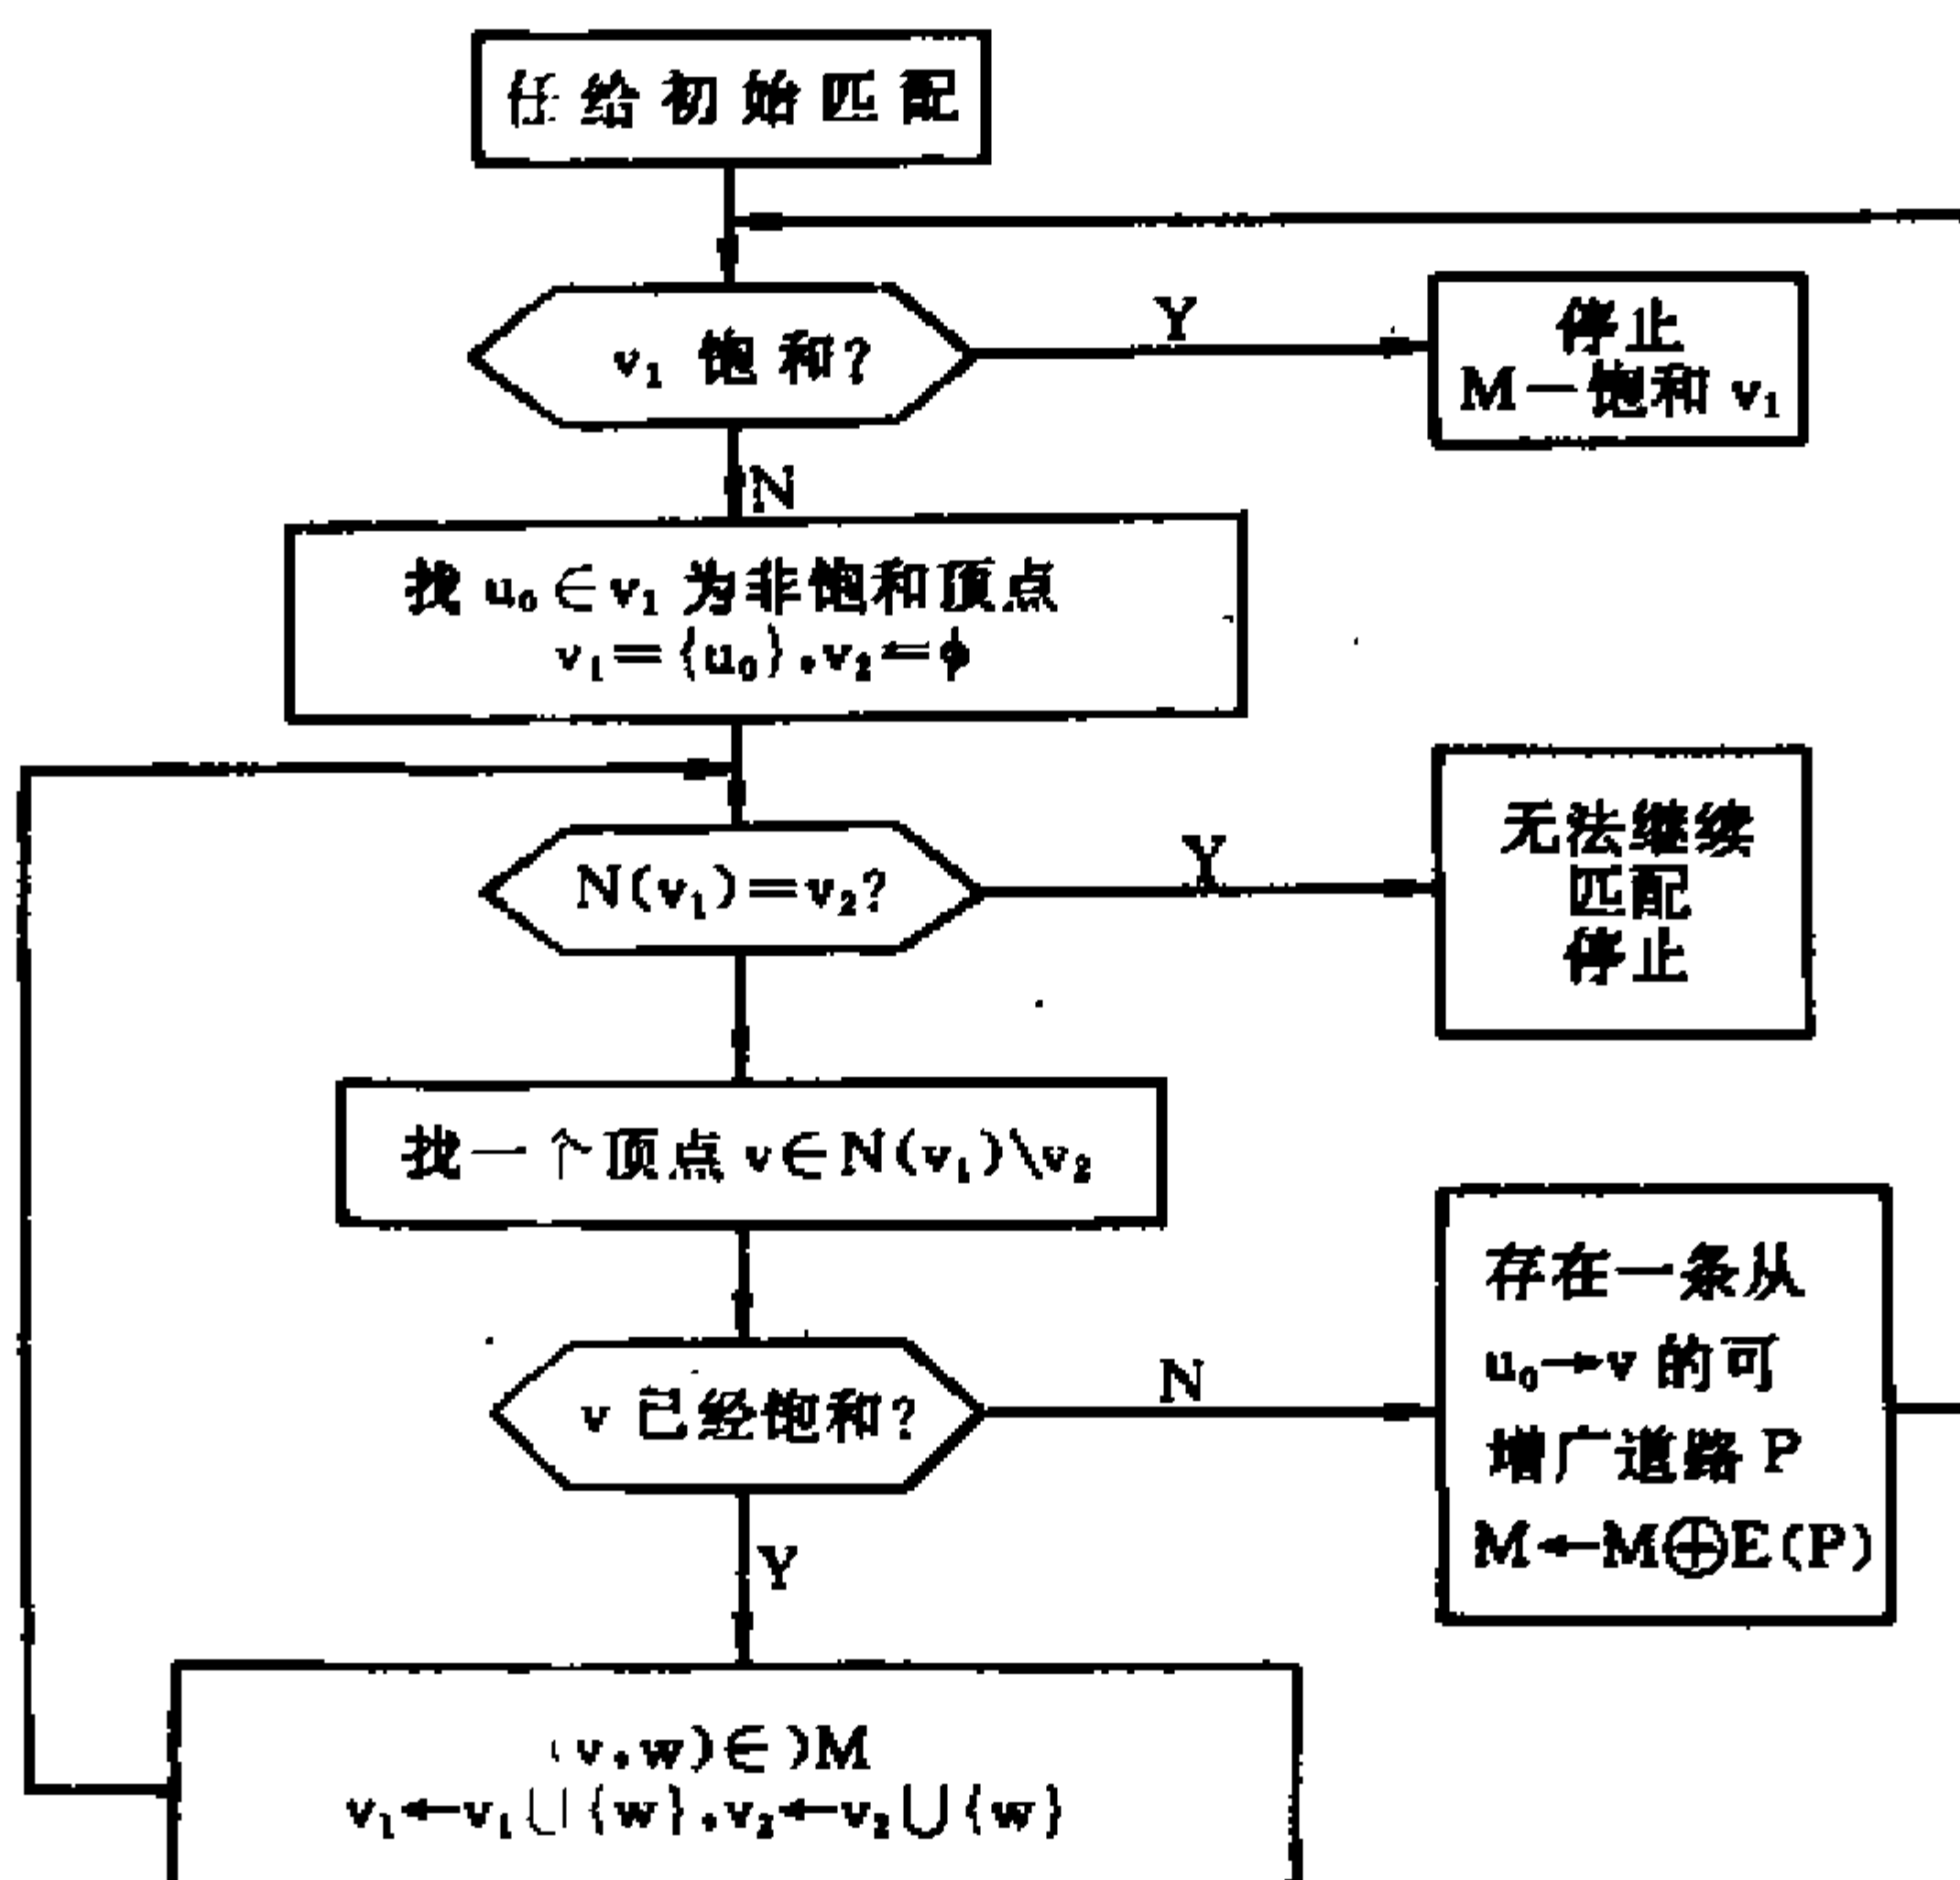 任给初始匹配
v₁ 饱和?
Y
停止
M—饱和 v₁
N
找 u₀∈v₁ 为非饱和顶点
v₁={u₀},v₂=ϕ
N(v₁)=v₂?
Y
无法继续
匹配
停止
找一个顶点 v∈N(v₁)\v₂
v 已经饱和?
N
存在一条从
u₀→v 的可
增广道路 P
M←M⊕E(P)
Y
(v,w)∈)M
v₁←v₁∪{w},v₂←v₂∪{w}